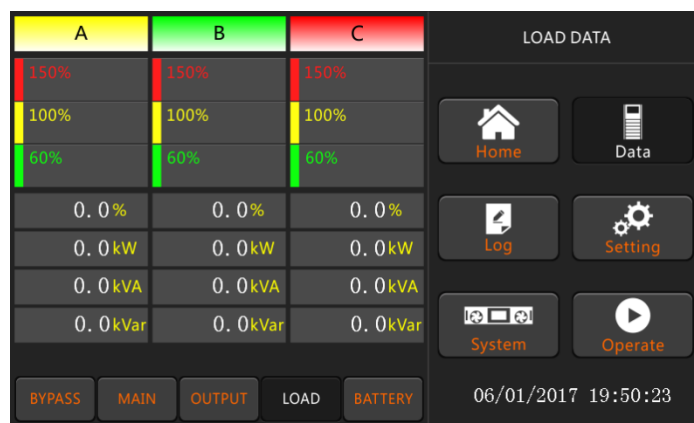 A B C LOAD DATA
150% 150% 150%
100% 100% 100%
60% 60% 60%
Home Data
0.0% 0.0% 0.0%
0.0kW 0.0kW 0.0kW
Log Setting
0.0kVA 0.0kVA 0.0kVA
0.0kVar 0.0kVar 0.0kVar
System Operate
BYPASS MAIN OUTPUT LOAD BATTERY 06/01/2017 19:50:23